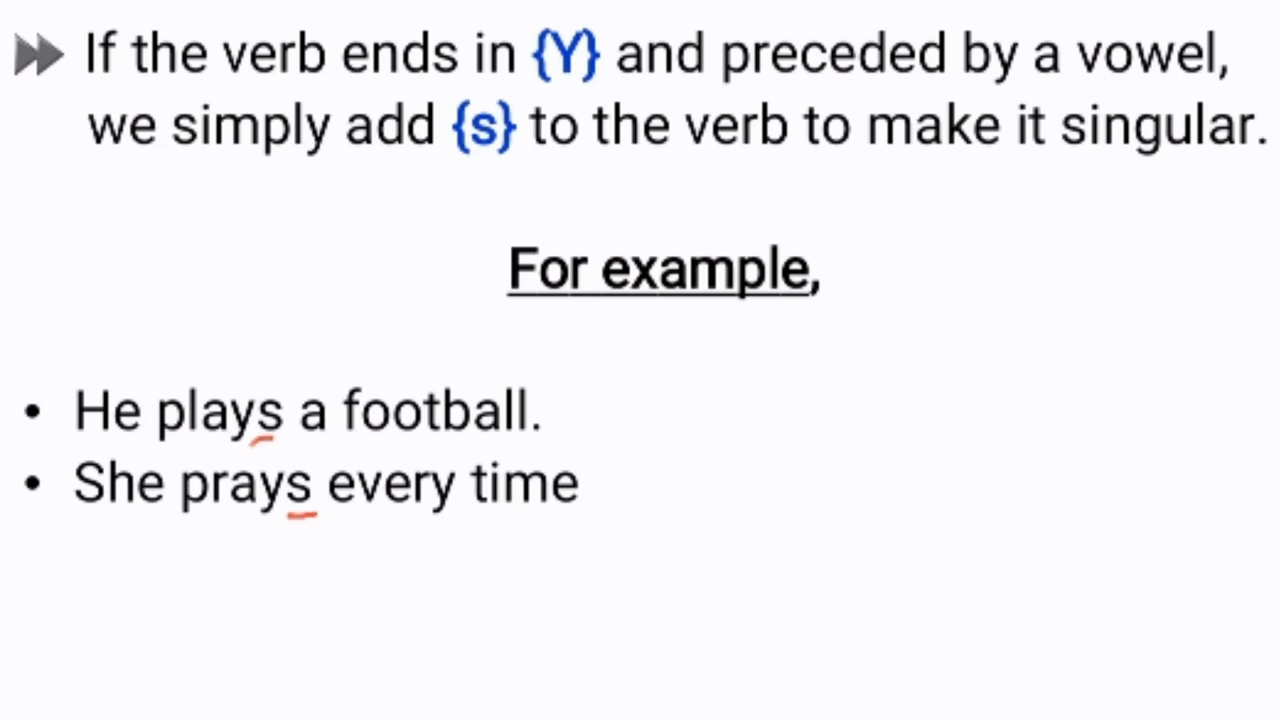 If the verb ends in {Y} and preceded by a vowel,
we simply add {s} to the verb to make it singular.
For example,
• He plays a football.
• She prays every time